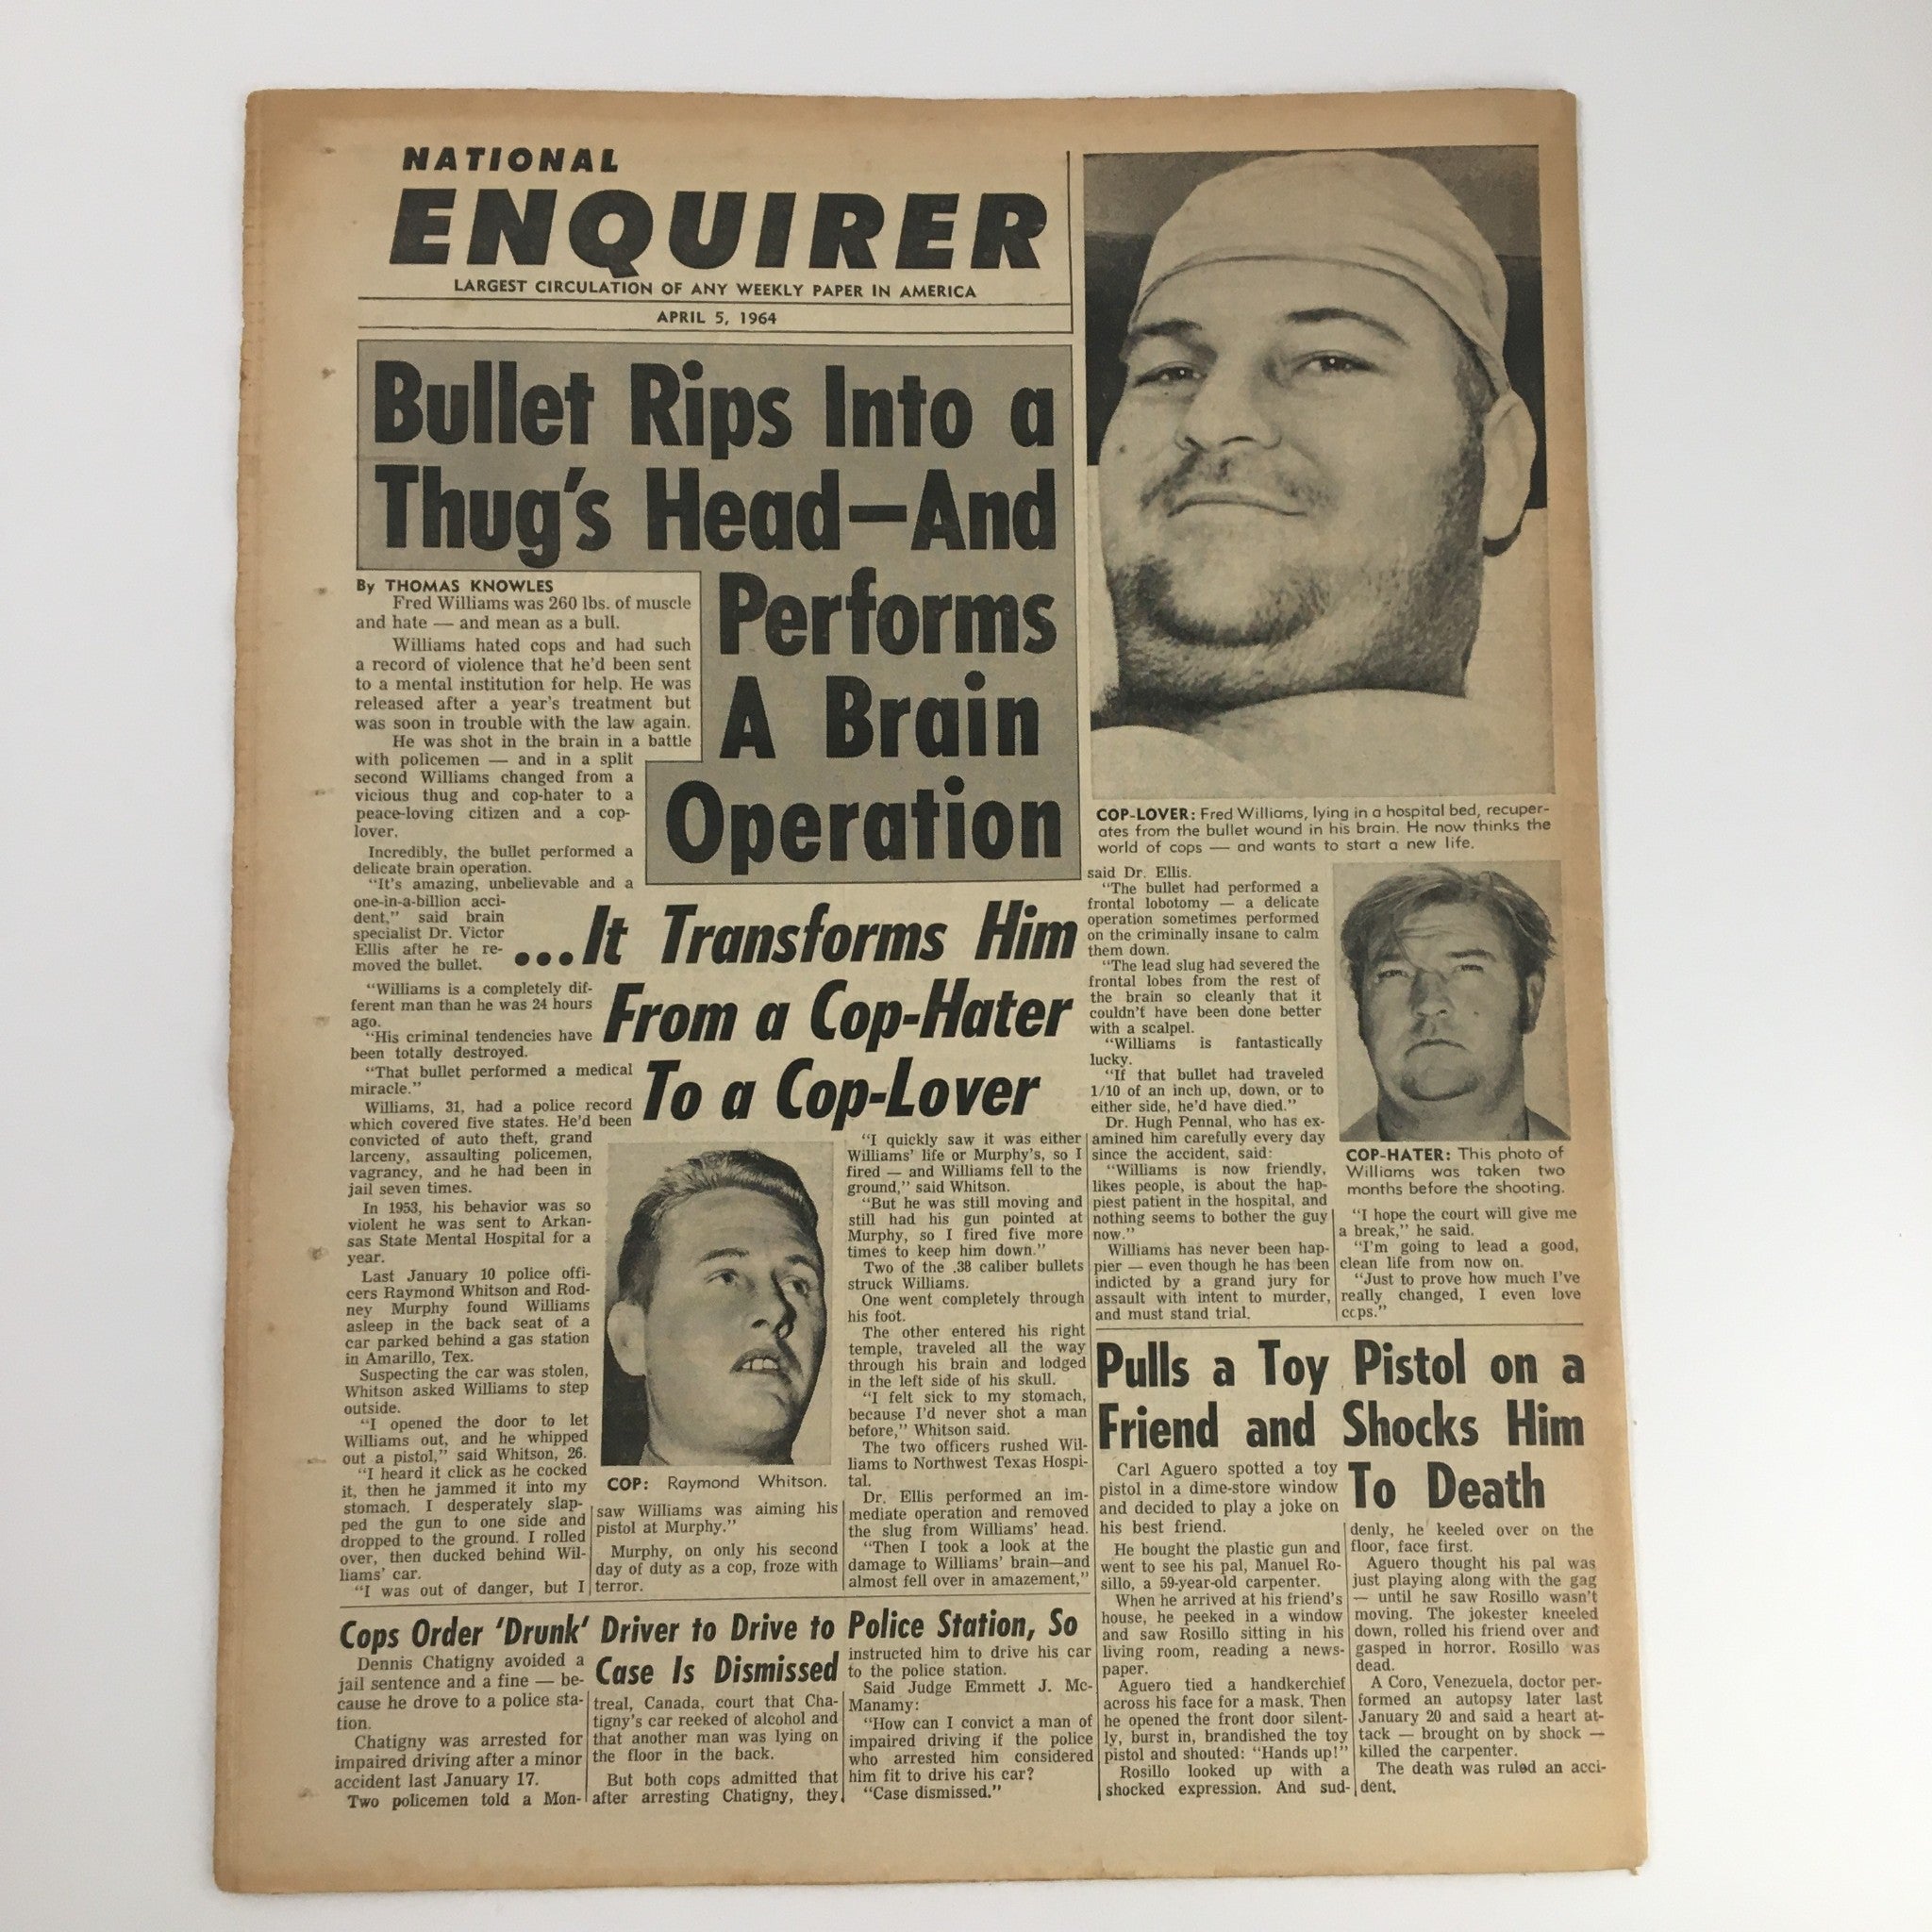 NATIONAL
ENQUIRER
LARGEST CIRCULATION OF ANY WEEKLY PAPER IN AMERICA
APRIL 5, 1964
Bullet Rips Into a
Thug's Head—And
Performs
A Brain
Operation
...It Transforms Him
From a Cop-Hater
To a Cop-Lover
By THOMAS KNOWLES
Fred Williams was 260 lbs. of muscle
and hate — and mean as a bull.
Williams hated cops and had such
a record of violence that he'd been sent
to a mental institution for help. He was
released after a year's treatment but
was soon in trouble with the law again.
He was shot in the brain in a battle
with policemen — and in a split
second Williams changed from a
vicious thug and cop-hater to a
peace-loving citizen and a cop-
lover.
Incredibly, the bullet performed a
delicate brain operation.
"It's amazing, unbelievable and a
one-in-a-billion acci-
dent," said brain
specialist Dr. Victor
Ellis after he re-
moved the bullet.
"Williams is a completely dif-
ferent man than he was 24 hours
ago.
"His criminal tendencies have
been totally destroyed.
"That bullet performed a medical
miracle."
Williams, 31, had a police record
which covered five states. He'd been
convicted of auto theft, grand
larceny, assaulting policemen,
vagrancy, and he had been in
jail seven times.
In 1953, his behavior was so
violent he was sent to Arkan-
sas State Mental Hospital for a
year.
Last January 10 police offi-
cers Raymond Whitson and Rod-
ney Murphy found Williams
asleep in the back seat of a
car parked behind a gas station
in Amarillo, Tex.
Suspecting the car was stolen,
Whitson asked Williams to step
outside.
"I opened the door to let
Williams out, and he whipped
out a pistol," said Whitson, 26.
"I heard it click as he cocked
it, then he jammed it into my
stomach. I desperately slap-
ped the gun to one side and
dropped to the ground. I rolled
over, then ducked behind Wil-
liams' car.
"I was out of danger, but I
COP: Raymond Whitson.
saw Williams was aiming his
pistol at Murphy."
Murphy, on only his second
day of duty as a cop, froze with
terror.
"I quickly saw it was either
Williams' life or Murphy's, so I
fired — and Williams fell to the
ground," said Whitson.
"But he was still moving and
still had his gun pointed at
Murphy, so I fired five more
times to keep him down."
Two of the .38 caliber bullets
struck Williams.
One went completely through
his foot.
The other entered his right
temple, traveled all the way
through his brain and lodged
in the left side of his skull.
"I felt sick to my stomach,
because I'd never shot a man
before," Whitson said.
The two officers rushed Wil-
liams to Northwest Texas Hospi-
tal.
Dr. Ellis performed an im-
mediate operation and removed
the slug from Williams' head.
"Then I took a look at the
damage to Williams' brain—and
almost fell over in amazement,"
COP-LOVER: Fred Williams, lying in a hospital bed, recuper-
ates from the bullet wound in his brain. He now thinks the
world of cops — and wants to start a new life.
said Dr. Ellis.
"The bullet had performed a
frontal lobotomy — a delicate
operation sometimes performed
on the criminally insane to calm
them down.
"The lead slug had severed the
frontal lobes from the rest of
the brain so cleanly that it
couldn't have been done better
with a scalpel.
"Williams is fantastically
lucky.
"If that bullet had traveled
1/10 of an inch up, down, or to
either side, he'd have died."
Dr. Hugh Pennal, who has ex-
amined him carefully every day
since the accident, said:
"Williams is now friendly,
likes people, is about the hap-
piest patient in the hospital, and
nothing seems to bother the guy
now."
Williams has never been hap-
pier — even though he has been
indicted by a grand jury for
assault with intent to murder,
and must stand trial.
COP-HATER: This photo of
Williams was taken two
months before the shooting.
"I hope the court will give me
a break," he said.
"I'm going to lead a good,
clean life from now on.
"Just to prove how much I've
really changed, I even love
cops."
Cops Order 'Drunk' Driver to Drive to Police Station, So
Case Is Dismissed
Dennis Chatigny avoided a
jail sentence and a fine — be-
cause he drove to a police sta-
tion.
Chatigny was arrested for
impaired driving after a minor
accident last January 17.
Two policemen told a Mon-
treal, Canada, court that Cha-
tigny's car reeked of alcohol and
that another man was lying on
the floor in the back.
But both cops admitted that
after arresting Chatigny, they
instructed him to drive his car
to the police station.
Said Judge Emmett J. Mc-
Manamy:
"How can I convict a man of
impaired driving if the police
who arrested him considered
him fit to drive his car?
"Case dismissed."
Pulls a Toy Pistol on a
Friend and Shocks Him
To Death
Carl Aguero spotted a toy
pistol in a dime-store window
and decided to play a joke on
his best friend.
He bought the plastic gun and
went to see his pal, Manuel Ro-
sillo, a 59-year-old carpenter.
When he arrived at his friend's
house, he peeked in a window
and saw Rosillo sitting in his
living room, reading a news-
paper.
Aguero tied a handkerchief
across his face for a mask. Then
he opened the front door silent-
ly, burst in, brandished the toy
pistol and shouted: "Hands up!"
Rosillo looked up with a
shocked expression. And sud-
denly, he keeled over on the
floor, face first.
Aguero thought his pal was
just playing along with the gag
— until he saw Rosillo wasn't
moving. The jokester kneeled
down, rolled his friend over and
gasped in horror. Rosillo was
dead.
A Coro, Venezuela, doctor per-
formed an autopsy later last
January 20 and said a heart at-
tack — brought on by shock —
killed the carpenter.
The death was ruled an acci-
dent.